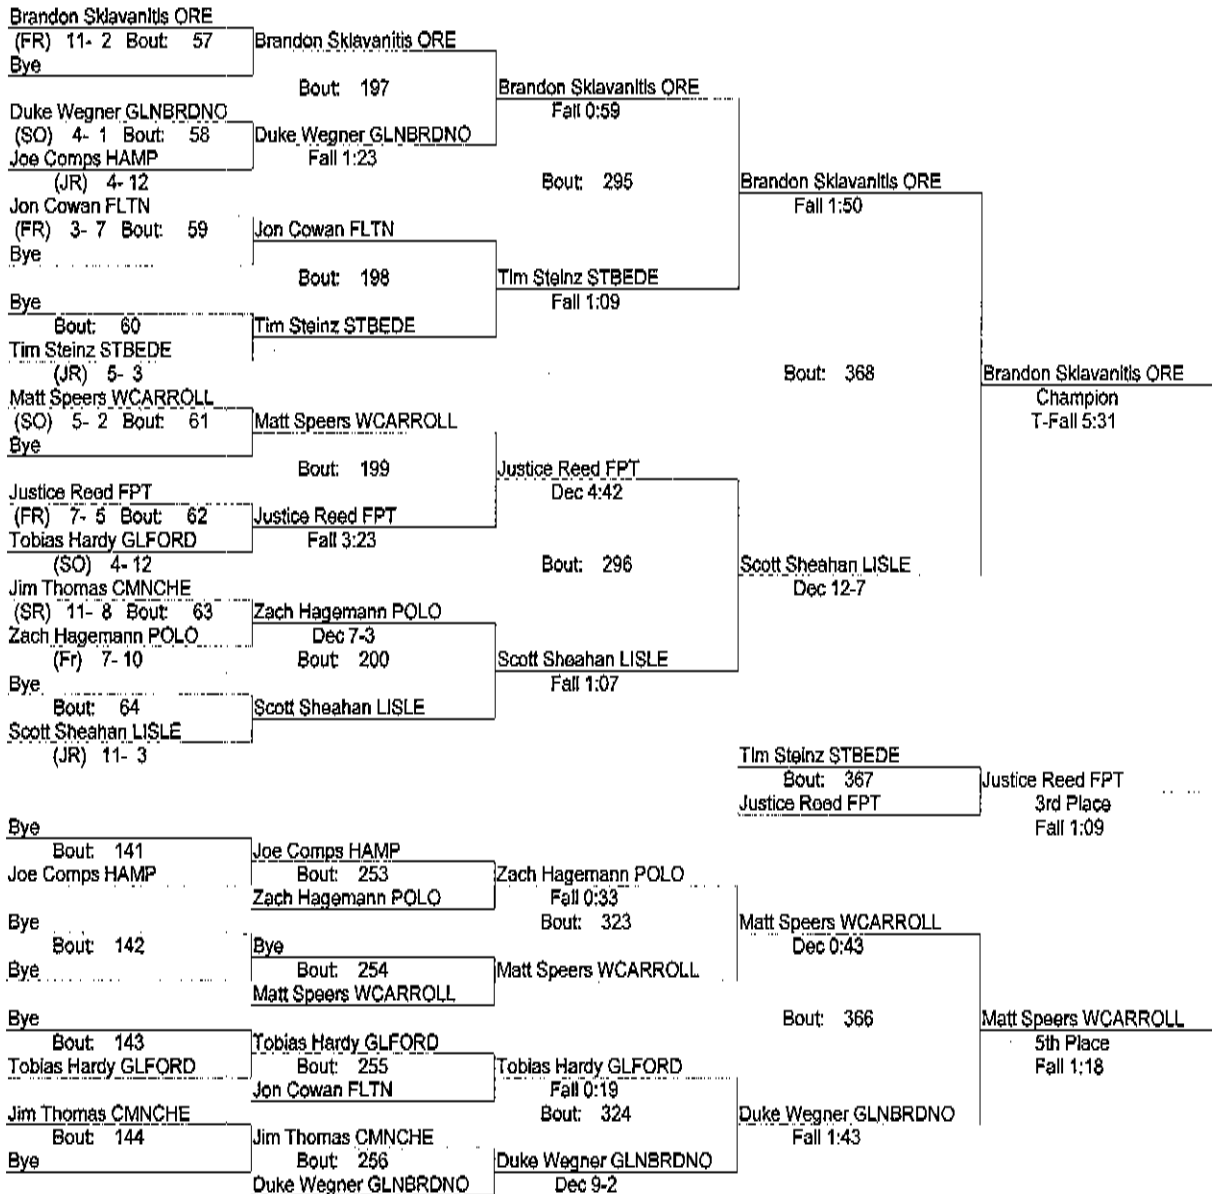 Brandon Sklavanitis ORE
(FR) 11- 2 Bout: 57
Bye
Brandon Sklavanitis ORE
Bout: 197
Duke Wegner GLNBRDNO
(SO) 4- 1 Bout: 58
Joe Comps HAMP
(JR) 4- 12
Duke Wegner GLNBRDNO
Fall 1:23
Brandon Sklavanitis ORE
Fall 0:59
Bout: 295
Jon Cowan FLTN
(FR) 3- 7 Bout: 59
Bye
Jon Cowan FLTN
Bout: 198
Bye
Bout: 60
Tim Steinz STBEDE
(JR) 5- 3
Tim Steinz STBEDE
Tim Steinz STBEDE
Fall 1:09
Brandon Sklavanitis ORE
Fall 1:50
Bout: 368
Brandon Sklavanitis ORE
Champion
T-Fall 5:31
Matt Speers WCARROLL
(SO) 5- 2 Bout: 61
Bye
Matt Speers WCARROLL
Bout: 199
Justice Reed FPT
(FR) 7- 5 Bout: 62
Tobias Hardy GLFORD
(SO) 4- 12
Justice Reed FPT
Fall 3:23
Justice Reed FPT
Dec 4:42
Bout: 296
Scott Sheahan LISLE
Dec 12-7
Jim Thomas CMNCHE
(SR) 11- 8 Bout: 63
Zach Hagemann POLO
(Fr) 7- 10
Zach Hagemann POLO
Dec 7-3
Bout: 200
Bye
Bout: 64
Scott Sheahan LISLE
(JR) 11- 3
Scott Sheahan LISLE
Scott Sheahan LISLE
Fall 1:07
Tim Steinz STBEDE
Bout: 367
Justice Reed FPT
Justice Reed FPT
3rd Place
Fall 1:09
Bye
Bout: 141
Joe Comps HAMP
Joe Comps HAMP
Bout: 253
Zach Hagemann POLO
Zach Hagemann POLO
Fall 0:33
Bout: 323
Bye
Bout: 142
Bye
Bye
Bout: 254
Matt Speers WCARROLL
Matt Speers WCARROLL
Matt Speers WCARROLL
Dec 0:43
Bout: 366
Matt Speers WCARROLL
5th Place
Fall 1:18
Bye
Bout: 143
Tobias Hardy GLFORD
Tobias Hardy GLFORD
Bout: 255
Jon Cowan FLTN
Tobias Hardy GLFORD
Fall 0:19
Bout: 324
Duke Wegner GLNBRDNO
Fall 1:43
Jim Thomas CMNCHE
Bout: 144
Bye
Jim Thomas CMNCHE
Bout: 256
Duke Wegner GLNBRDNO
Duke Wegner GLNBRDNO
Dec 9-2